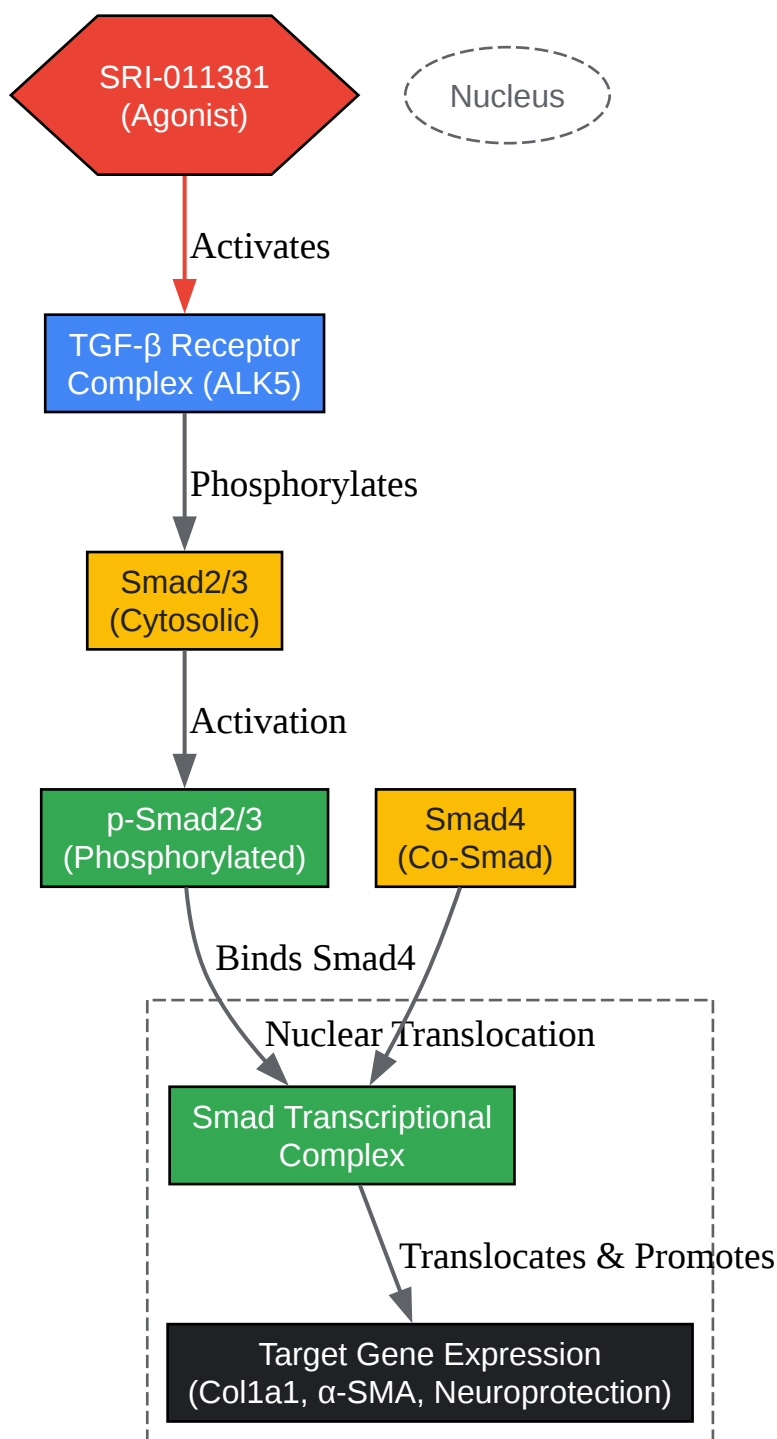 SRI-011381
(Agonist)
Nucleus
Activates
TGF-β Receptor
Complex (ALK5)
Phosphorylates
Smad2/3
(Cytosolic)
Activation
p-Smad2/3
(Phosphorylated)
Smad4
(Co-Smad)
Binds Smad4
Nuclear Translocation
Smad Transcriptional
Complex
Translocates & Promotes
Target Gene Expression
(Col1a1, α-SMA, Neuroprotection)